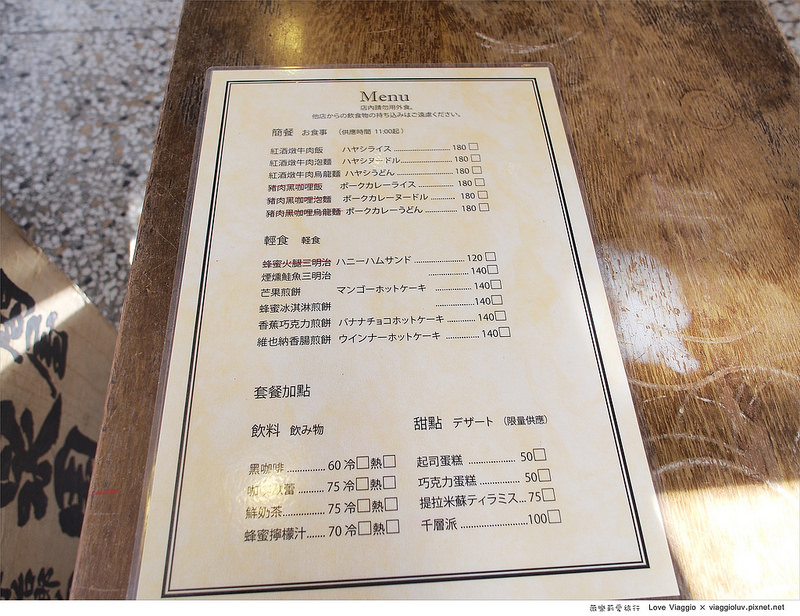 Menu
店內請勿用外食。
他店からの飲食物の持ち込みはご遠慮ください。
簡餐 お食事 （供應時間 11:00起）
紅酒燉牛肉飯 ハヤシライス ........................ 180 □
紅酒燉牛肉泡麵 ハヤシヌードル ........................ 180 □
紅酒燉牛肉烏龍麵 ハヤシうどん ........................ 180 □
豬肉黑咖哩飯 ポークカレーライス ............... 180 □
豬肉黑咖哩泡麵 ポークカレーヌードル ........... 180 □
豬肉黑咖哩烏龍麵 ポークカレーうどん ............... 180 □
輕食 軽食
蜂蜜火腿三明治 ハニーハムサンド ....................... 120 □
煙燻鮭魚三明治 ....................... 140 □
芒果煎餅 マンゴーホットケーキ .................. 140 □
蜂蜜冰淇淋煎餅 ....................... 140 □
香蕉巧克力煎餅 バナナチョコホットケーキ ............ 140 □
維也納香腸煎餅 ウインナーホットケーキ ............... 140 □
套餐加點
飲料 飲み物
黑咖啡 ............ 60 冷□熱□
........ 75 冷□熱□
鮮奶茶............. 75 冷□熱□
蜂蜜檸檬汁...... 70 冷□熱□
甜點 デザート （限量供應）
起司蛋糕 ................ 50□
巧克力蛋糕 .............. 50□
提拉米蘇ティラミス... 75□
千層派 .......................100□
Love Viaggio × viaggioluv.pixnet.net